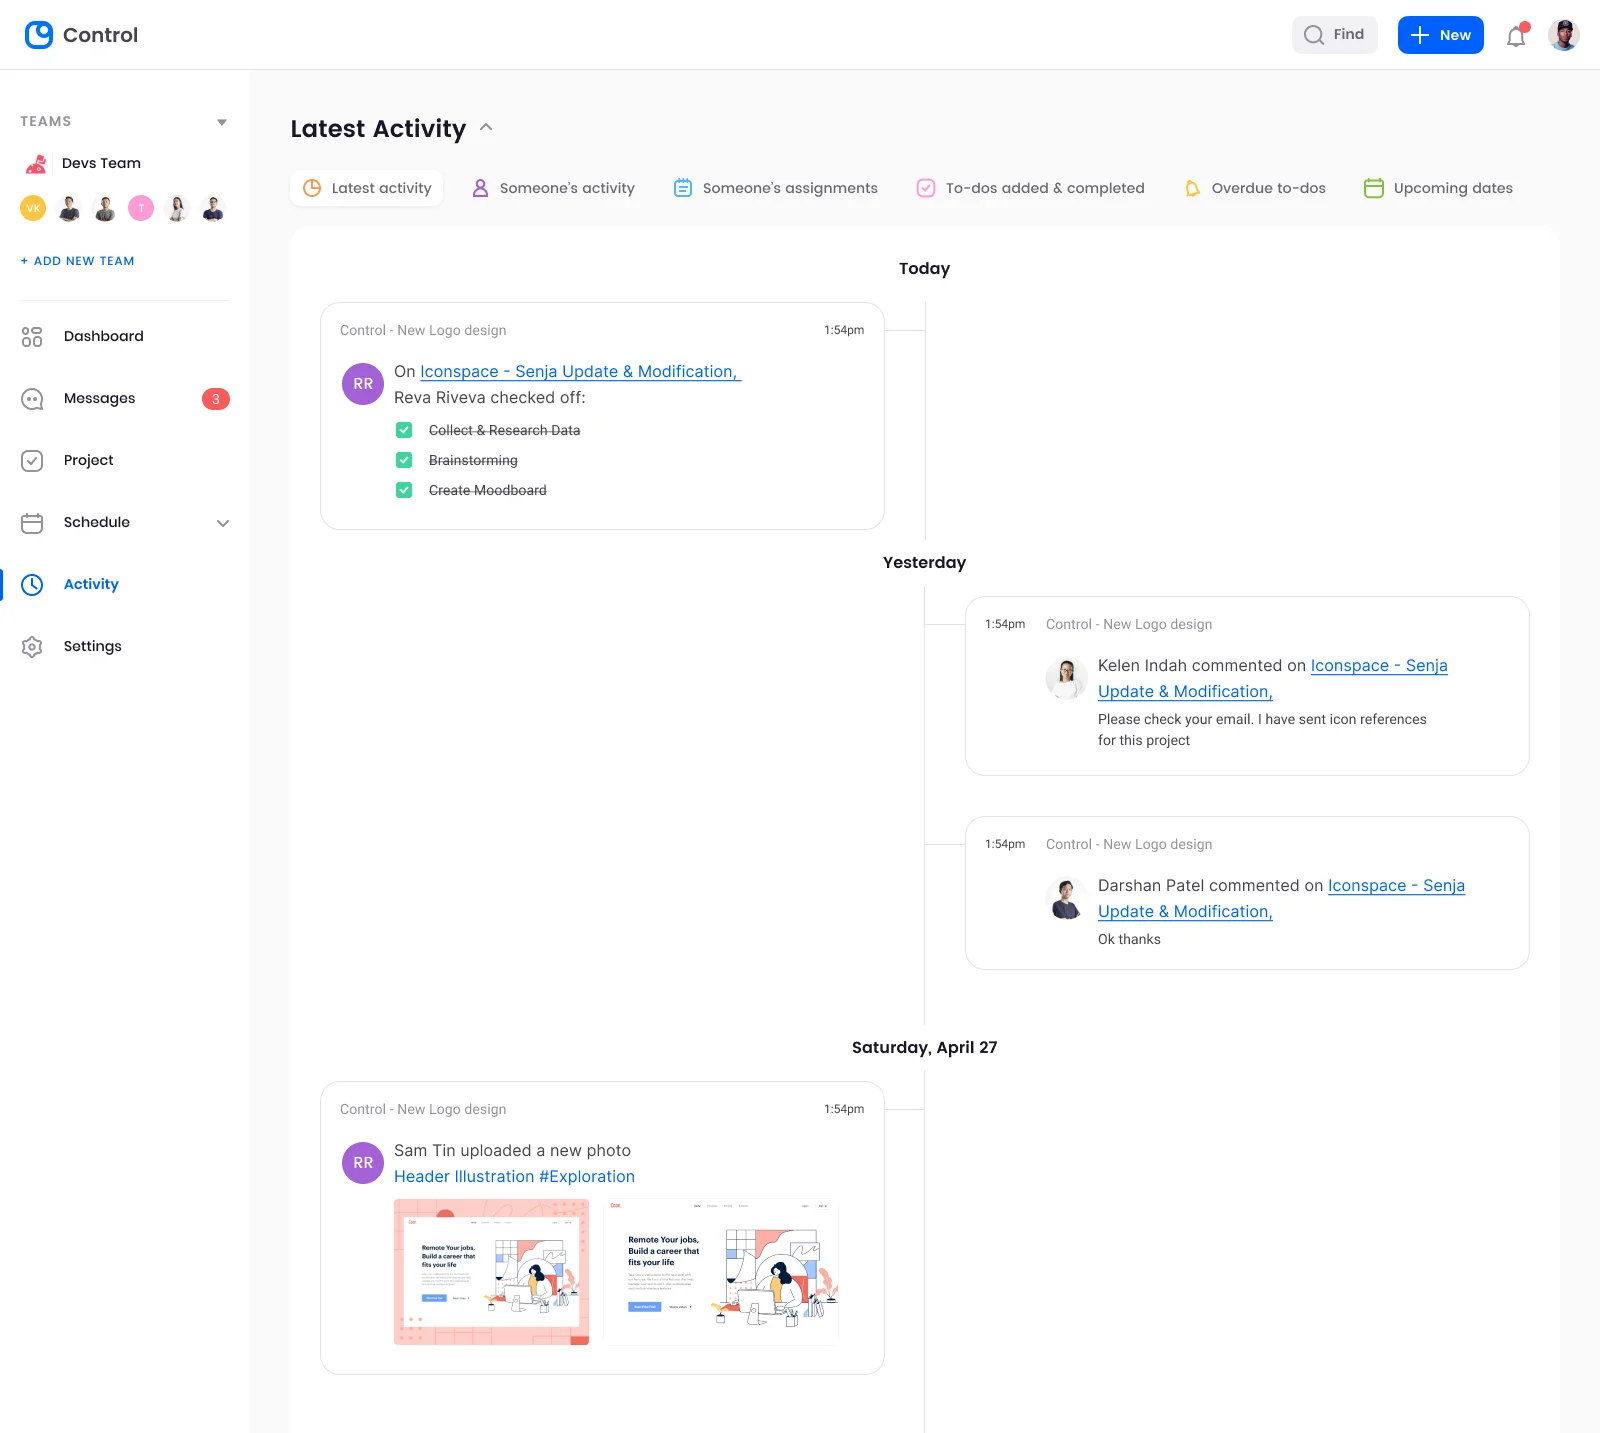 Control
Find
New
TEAMS
Devs Team
VK
T
+ ADD NEW TEAM
Dashboard
Messages
3
Project
Schedule
Activity
Settings
Latest Activity
Latest activity
Someone's activity
Someone's assignments
To-dos added & completed
Overdue to-dos
Upcoming dates
Today
Control - New Logo design
1:54pm
RR
On Iconspace - Senja Update & Modification,
Reva Riveva checked off:
Collect & Research Data
Brainstorming
Create Moodboard
Yesterday
1:54pm
Control - New Logo design
Kelen Indah commented on Iconspace - Senja
Update & Modification,
Please check your email. I have sent icon references
for this project
1:54pm
Control - New Logo design
Darshan Patel commented on Iconspace - Senja
Update & Modification,
Ok thanks
Saturday, April 27
Control - New Logo design
1:54pm
RR
Sam Tin uploaded a new photo
Header Illustration #Exploration
Remote Your jobs,
Build a career that
fits your life
Remote Your jobs,
Build a career that
fits your life